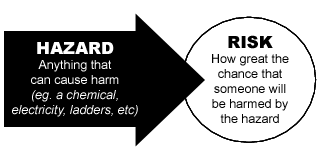 HAZARD
Anything that
can cause harm
(eg. a chemical,
electricity, ladders, etc)
RISK
How great the
chance that
someone will
be harmed by
the hazard